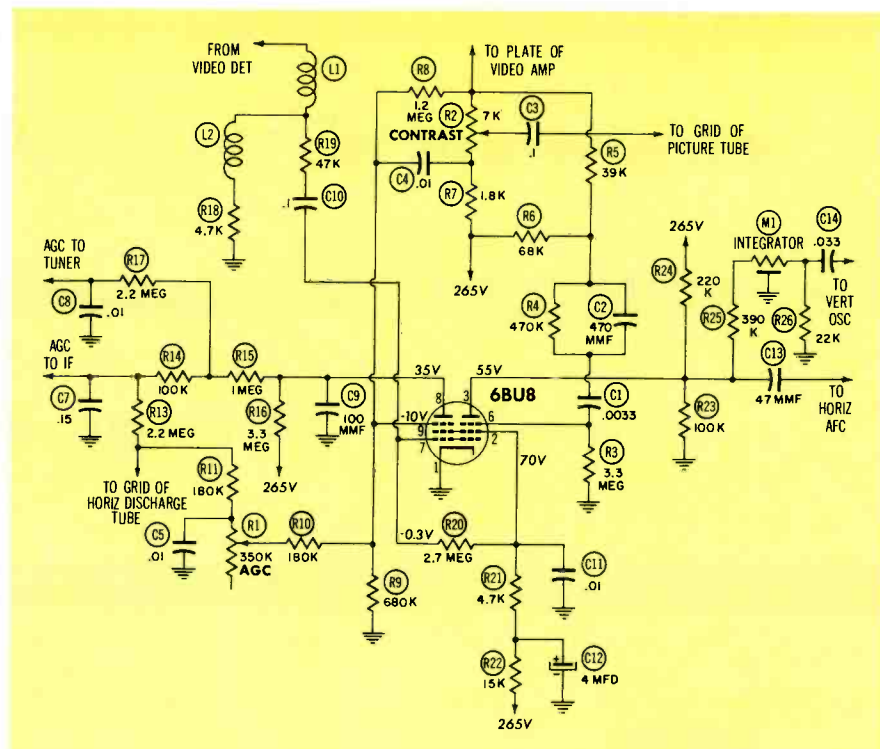 FROM
VIDEO DET
L1
L2
R19
47K
C10
.1
R18
4.7K
TO PLATE OF
VIDEO AMP
R8
1.2
MEG
R2
7K
CONTRAST
C3
.1
TO GRID OF
PICTURE TUBE
R5
39K
C4
.01
R7
1.8K
R6
68K
265V
265V
M1
INTEGRATOR
C14
.033
TO
VERT
OSC
R24
220
K
R25
390
K
R26
22K
C13
47 MMF
TO
HORIZ
AFC
R4
470K
C2
470
MMF
C1
.0033
R3
3.3
MEG
R23
100K
AGC TO
TUNER
R17
2.2 MEG
C8
.01
AGC
TO IF
R14
100K
R15
1 MEG
C7
.15
R13
2.2 MEG
R16
3.3
MEG
265V
C9
100
MMF
35V
55V
6BU8
8
3
-10V
9
7
6
2
1
70V
TO GRID OF
HORIZ DISCHARGE
TUBE
R11
180K
C5
.01
R1
350K
AGC
R10
180K
-0.3V
R20
2.7 MEG
R9
680K
R21
4.7K
C11
.01
R22
15K
C12
+
4 MFD
265V